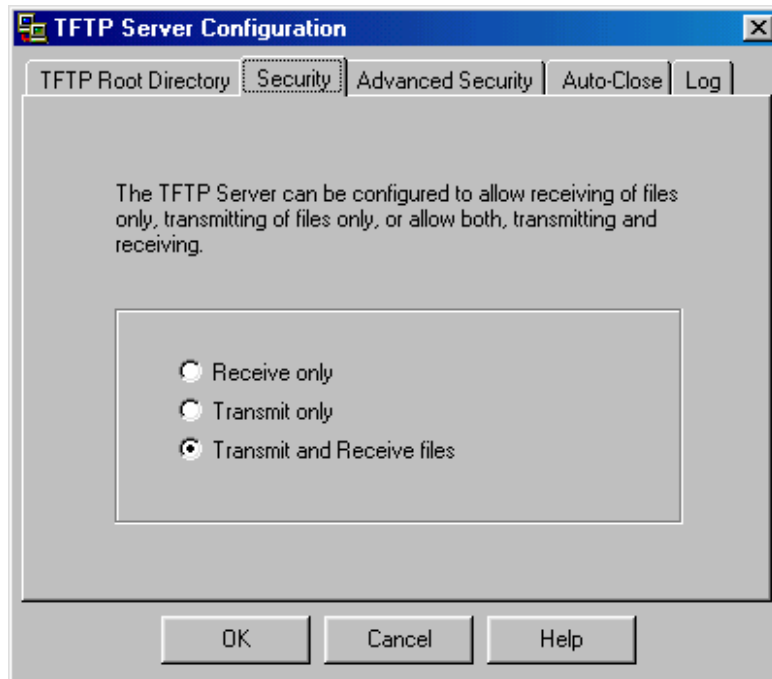 TFTP Server Configuration
TFTP Root Directory Security Advanced Security Auto-Close Log
The TFTP Server can be configured to allow receiving of files
only, transmitting of files only, or allow both, transmitting and
receiving.
Receive only
Transmit only
Transmit and Receive files
OK Cancel Help